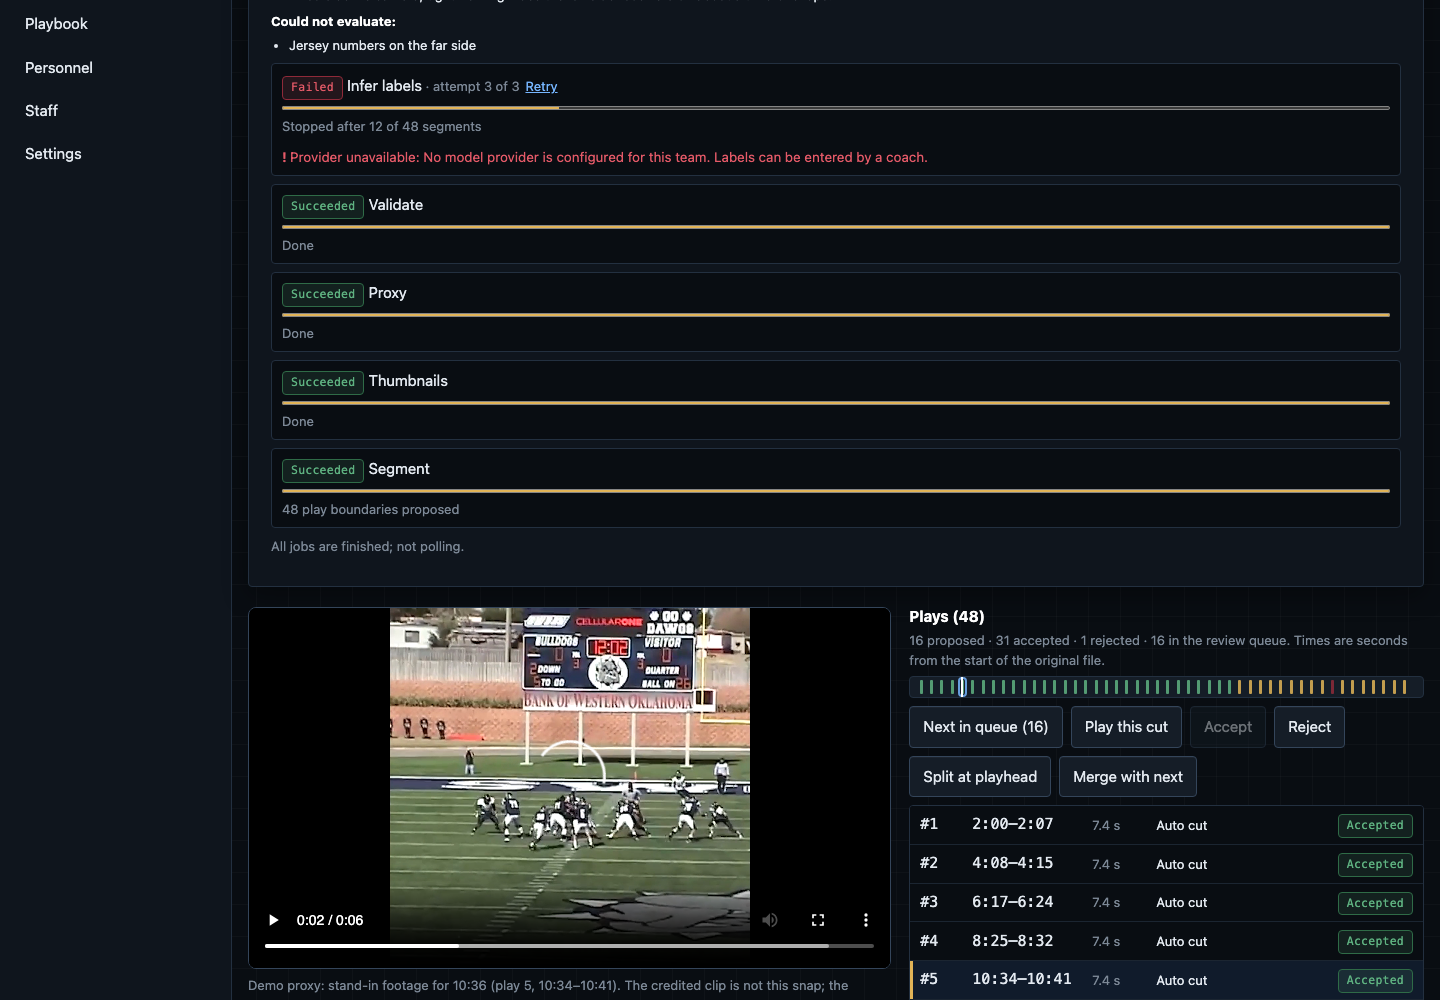 Playbook
Personnel
Staff
Settings
Could not evaluate:
• Jersey numbers on the far side
Failed Infer labels · attempt 3 of 3 Retry
Stopped after 12 of 48 segments
! Provider unavailable: No model provider is configured for this team. Labels can be entered by a coach.
Succeeded Validate
Done
Succeeded Proxy
Done
Succeeded Thumbnails
Done
Succeeded Segment
48 play boundaries proposed
All jobs are finished; not polling.
CELLULARONE
GO DAWGS
BULLDOGS 12:02 VISITOR
DOWN QUARTER
TO GO BALL ON
BANK OF WESTERN OKLAHOMA
0:02 / 0:06
Demo proxy: stand-in footage for 10:36 (play 5, 10:34–10:41). The credited clip is not this snap; the
Plays (48)
16 proposed · 31 accepted · 1 rejected · 16 in the review queue. Times are seconds
from the start of the original file.
Next in queue (16) Play this cut Accept Reject
Split at playhead Merge with next
#1 2:00–2:07 7.4 s Auto cut Accepted
#2 4:08–4:15 7.4 s Auto cut Accepted
#3 6:17–6:24 7.4 s Auto cut Accepted
#4 8:25–8:32 7.4 s Auto cut Accepted
#5 10:34–10:41 7.4 s Auto cut Accepted